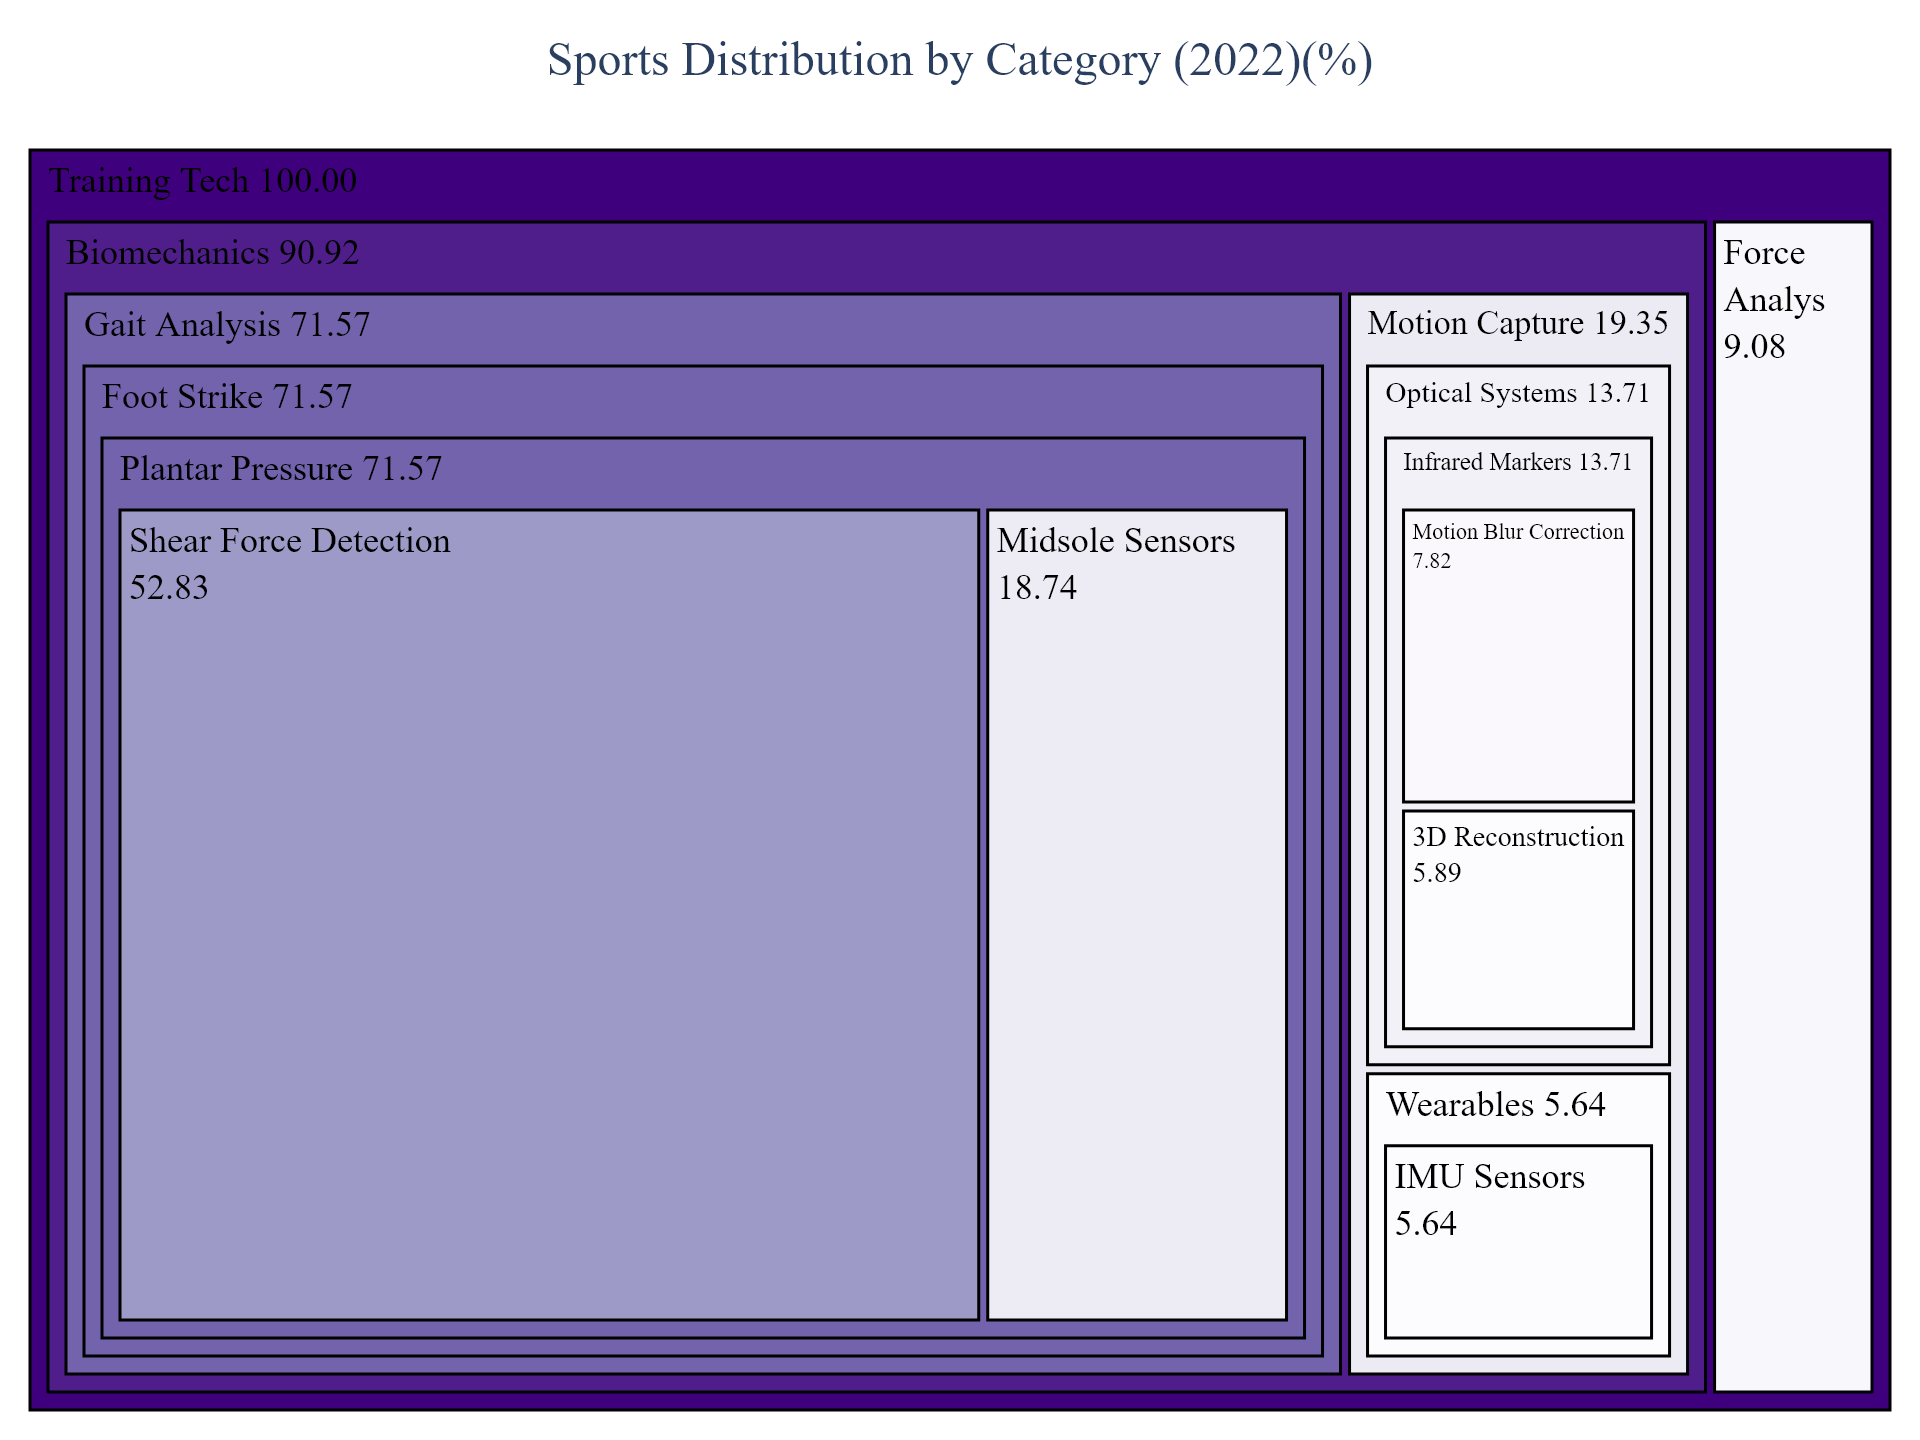 Sports Distribution by Category (2022)(%)
Training Tech 100.00
Biomechanics 90.92
Gait Analysis 71.57
Foot Strike 71.57
Plantar Pressure 71.57
Shear Force Detection
52.83
Midsole Sensors
18.74
Motion Capture 19.35
Optical Systems 13.71
Infrared Markers 13.71
Motion Blur Correction
7.82
3D Reconstruction
5.89
Wearables 5.64
IMU Sensors
5.64
Force
Analys
9.08